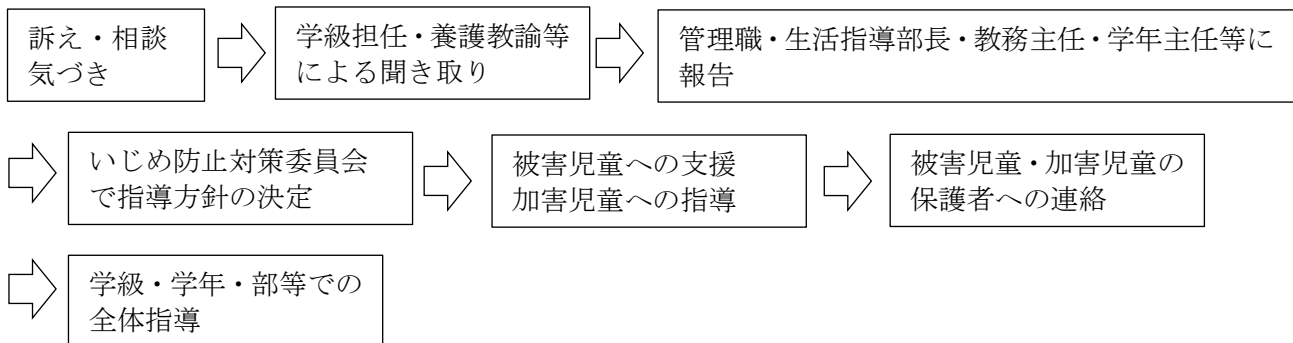 訴え・相談
気づき
学級担任・養護教諭等
による聞き取り
管理職・生活指導部長・教務主任・学年主任等に
報告
いじめ防止対策委員会
で指導方針の決定
被害児童への支援
加害児童への指導
被害児童・加害児童の
保護者への連絡
学級・学年・部等での
全体指導